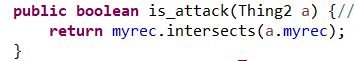 public boolean is_attack(Thing2 a) {//
return myrec.intersects(a.myrec);
}